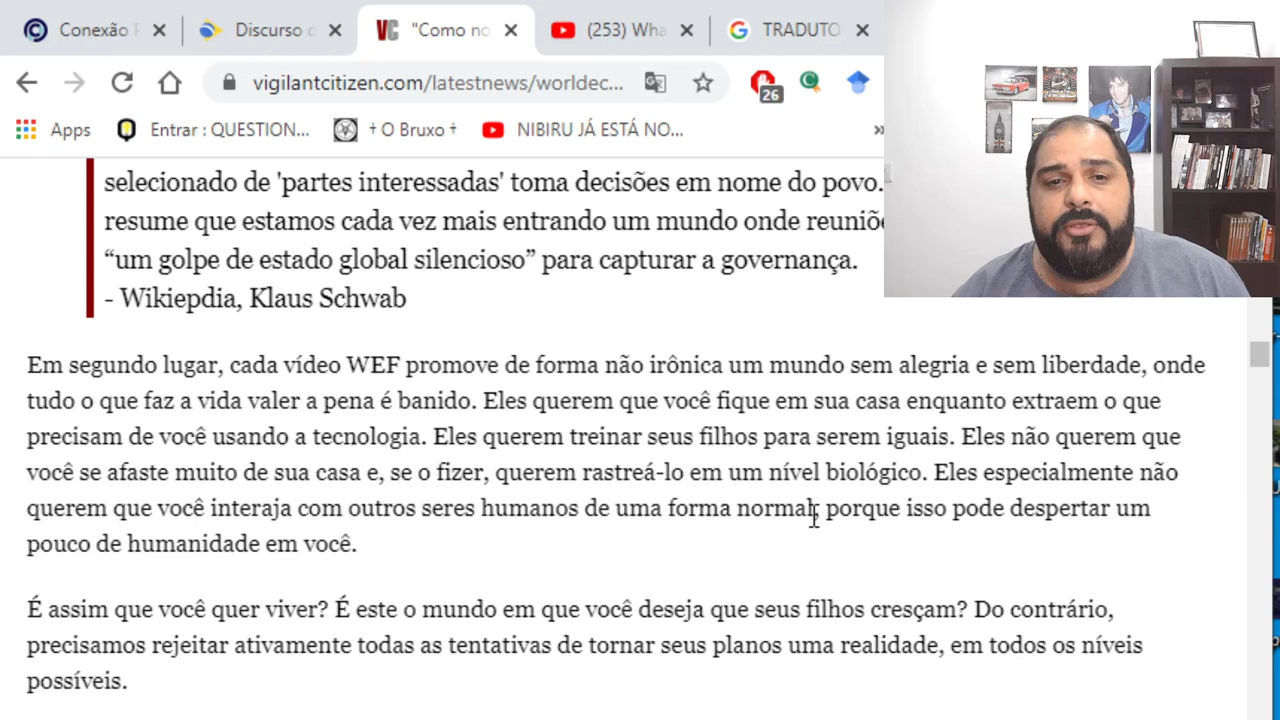 Conexão
Discurso
VC "Como no
(253) Wha
TRADUTO
vigilantcitizen.com/latestnews/worldec...
26
Apps
Entrar : QUESTION...
† O Bruxo †
NIBIRU JÁ ESTÁ NO...
»
selecionado de 'partes interessadas' toma decisões em nome do povo.
resume que estamos cada vez mais entrando um mundo onde reuniõe
“um golpe de estado global silencioso” para capturar a governança.
- Wikiepdia, Klaus Schwab
Em segundo lugar, cada vídeo WEF promove de forma não irônica um mundo sem alegria e sem liberdade, onde
tudo o que faz a vida valer a pena é banido. Eles querem que você fique em sua casa enquanto extraem o que
precisam de você usando a tecnologia. Eles querem treinar seus filhos para serem iguais. Eles não querem que
você se afaste muito de sua casa e, se o fizer, querem rastreá-lo em um nível biológico. Eles especialmente não
querem que você interaja com outros seres humanos de uma forma normal, porque isso pode despertar um
pouco de humanidade em você.
É assim que você quer viver? É este o mundo em que você deseja que seus filhos cresçam? Do contrário,
precisamos rejeitar ativamente todas as tentativas de tornar seus planos uma realidade, em todos os níveis
possíveis.